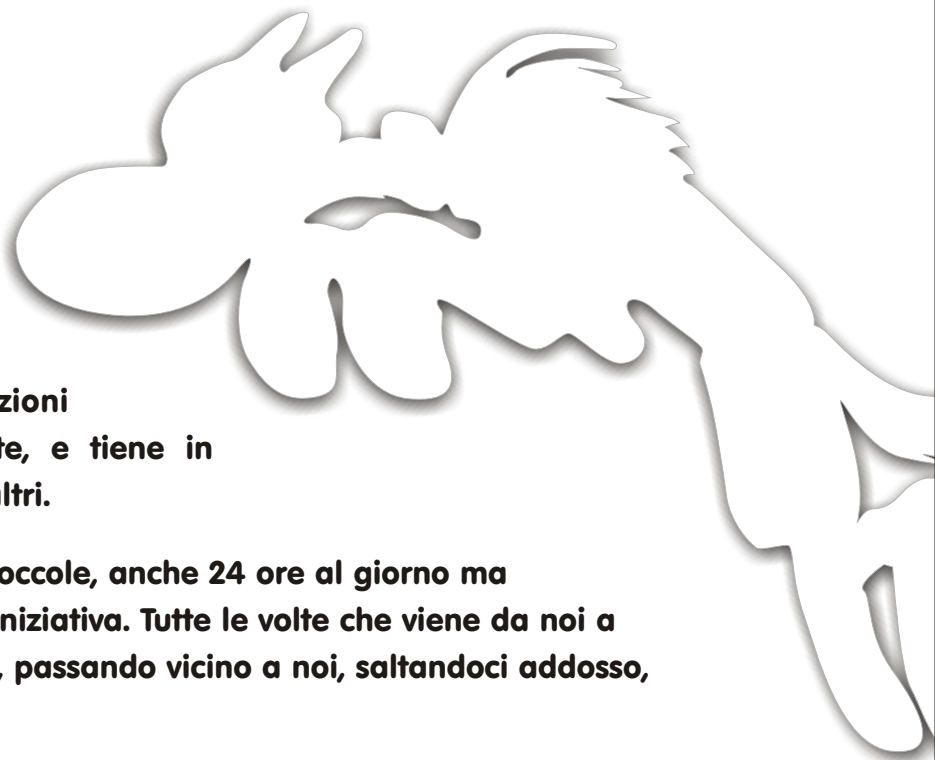 zioni
te, e tiene in
ltri.
occole, anche 24 ore al giorno ma
niziativa. Tutte le volte che viene da noi a
, passando vicino a noi, saltandoci addosso,